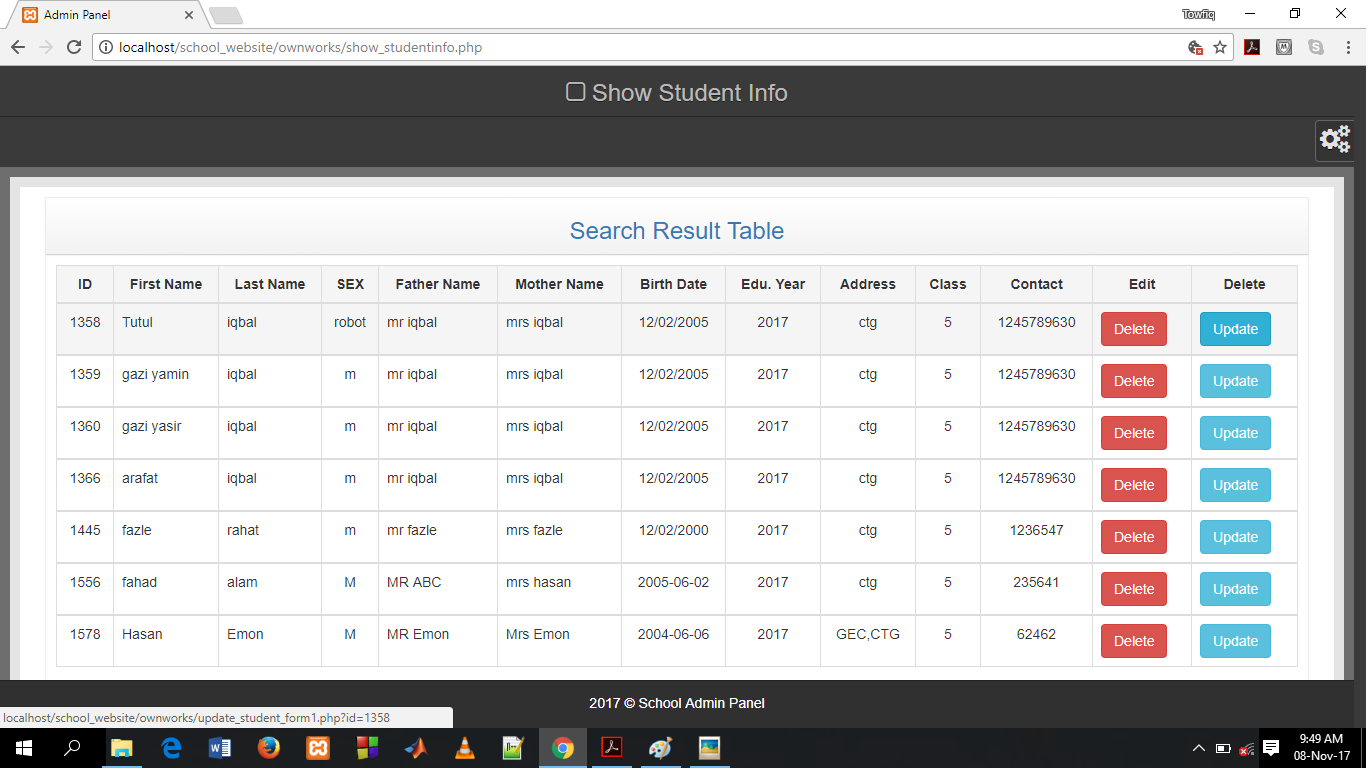 Admin Panel
Towfiq
localhost/school_website/ownworks/show_studentinfo.php
Show Student Info
Search Result Table
ID First Name Last Name SEX Father Name Mother Name Birth Date Edu. Year Address Class Contact Edit Delete
1358 Tutul iqbal robot mr iqbal mrs iqbal 12/02/2005 2017 ctg 5 1245789630 Delete Update
1359 gazi yamin iqbal m mr iqbal mrs iqbal 12/02/2005 2017 ctg 5 1245789630 Delete Update
1360 gazi yasir iqbal m mr iqbal mrs iqbal 12/02/2005 2017 ctg 5 1245789630 Delete Update
1366 arafat iqbal m mr iqbal mrs iqbal 12/02/2005 2017 ctg 5 1245789630 Delete Update
1445 fazle rahat m mr fazle mrs fazle 12/02/2000 2017 ctg 5 1236547 Delete Update
1556 fahad alam M MR ABC mrs hasan 2005-06-02 2017 ctg 5 235641 Delete Update
1578 Hasan Emon M MR Emon Mrs Emon 2004-06-06 2017 GEC,CTG 5 62462 Delete Update
2017 © School Admin Panel
localhost/school_website/ownworks/update_student_form1.php?id=1358
9:49 AM
08-Nov-17